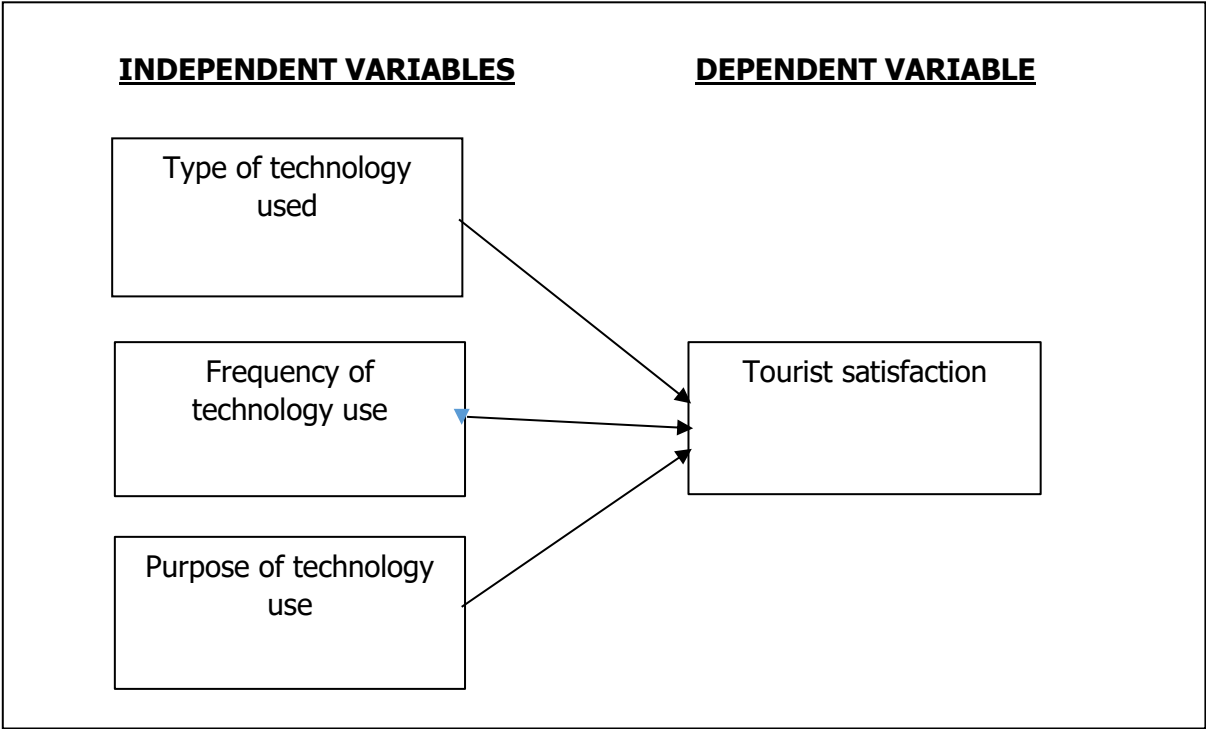 INDEPENDENT VARIABLES
DEPENDENT VARIABLE
Type of technology
used
Frequency of
technology use
Tourist satisfaction
Purpose of technology
use